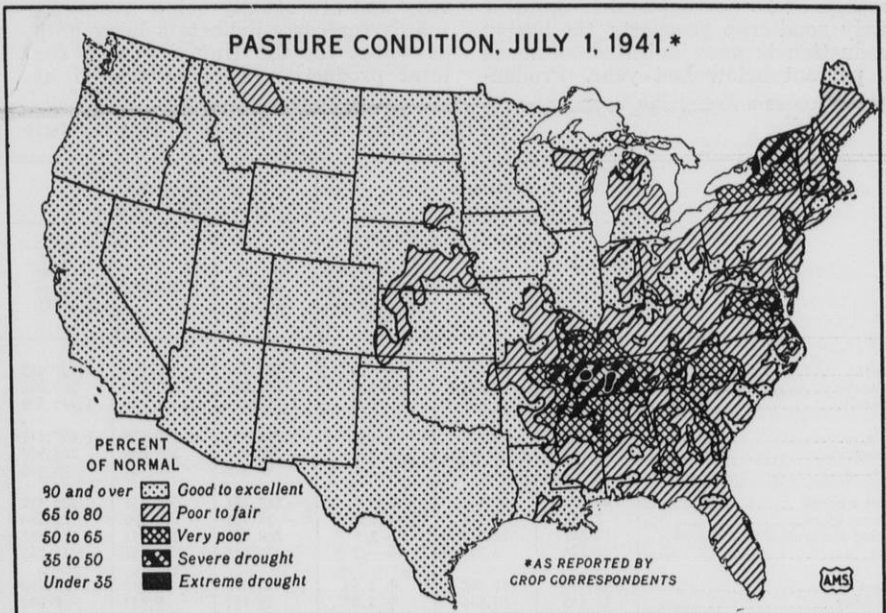 PASTURE CONDITION, JULY 1, 1941*
PERCENT
OF NORMAL
80 and over Good to excellent
65 to 80 Poor to fair
50 to 65 Very poor
35 to 50 Severe drought
Under 35 Extreme drought
*AS REPORTED BY
CROP CORRESPONDENTS
AMS